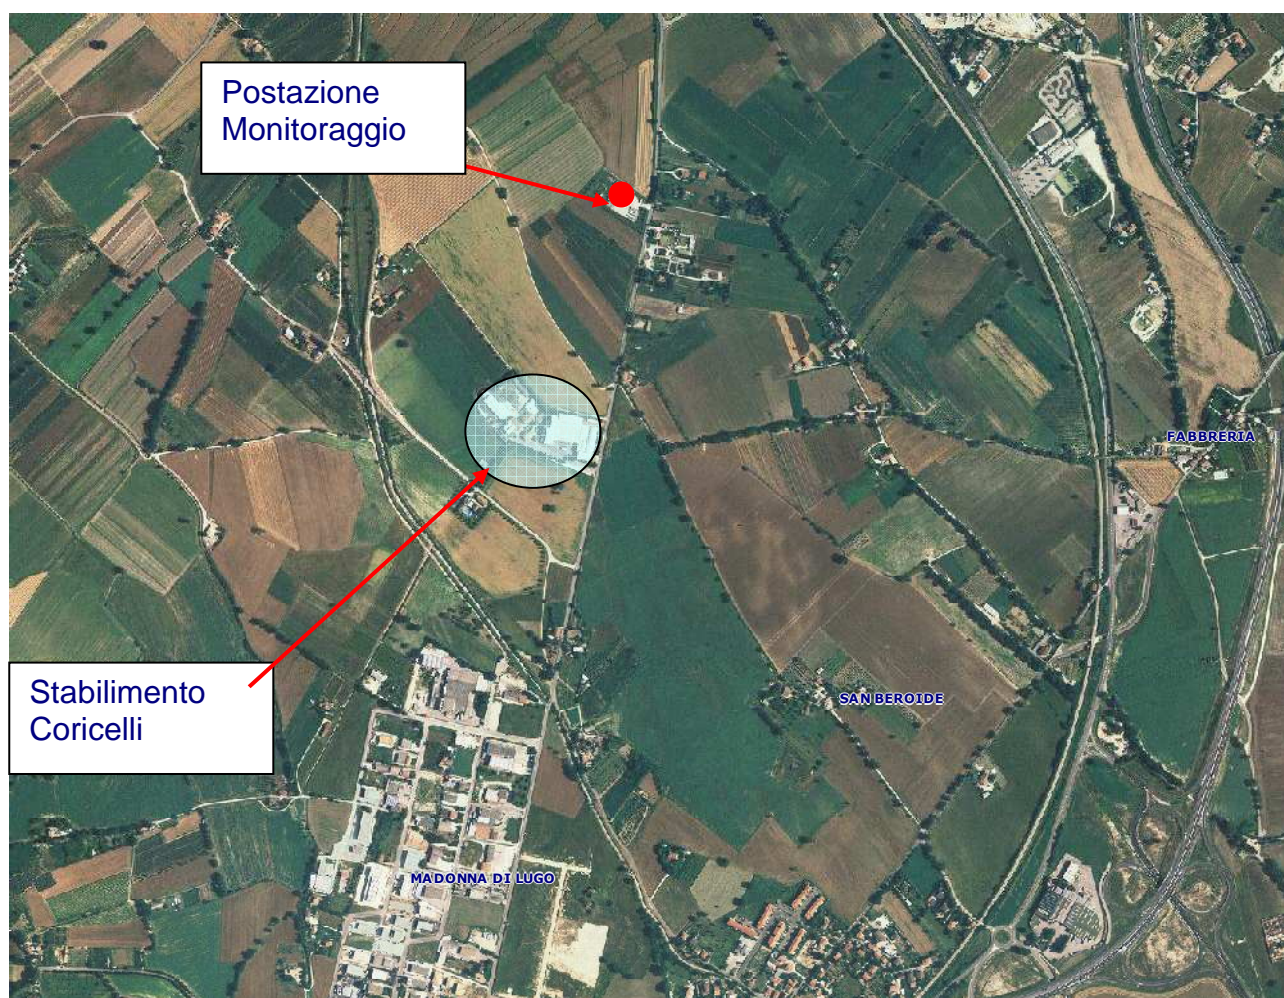 Postazione
Monitoraggio
FABBRERIA
Stabilimento
Coricelli
SAN BEROIDE
MADONNA DI LUGO